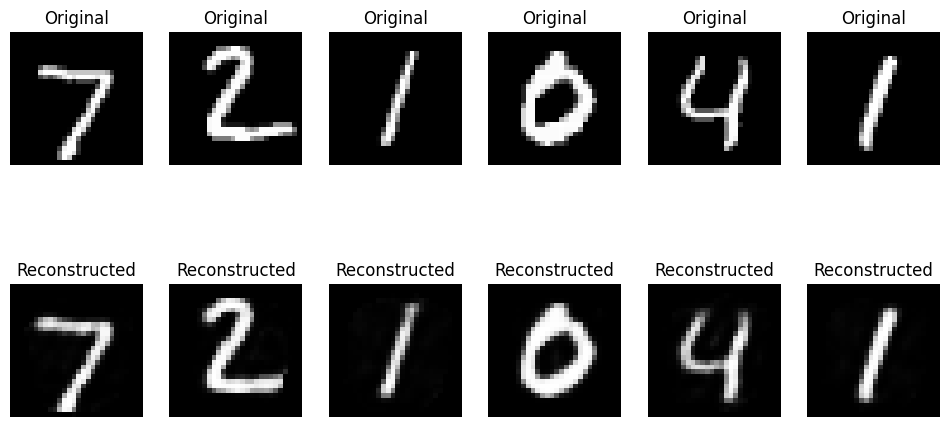 Original Original Original Original Original Original
7 2 1 0 4 1
Reconstructed Reconstructed Reconstructed Reconstructed Reconstructed Reconstructed
7 2 1 0 4 1